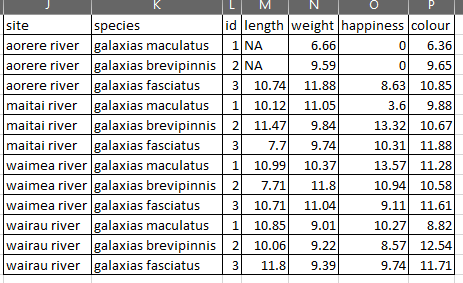 J K L M N O P
site species id length weight happiness colour
aorere river galaxias maculatus 1 NA 6.66 0 6.36
aorere river galaxias brevipinnis 2 NA 9.59 0 9.65
aorere river galaxias fasciatus 3 10.74 11.88 8.63 10.85
maitai river galaxias maculatus 1 10.12 11.05 3.6 9.88
maitai river galaxias brevipinnis 2 11.47 9.84 13.32 10.67
maitai river galaxias fasciatus 3 7.7 9.74 10.31 11.88
waimea river galaxias maculatus 1 10.99 10.37 13.57 11.28
waimea river galaxias brevipinnis 2 7.71 11.8 10.94 10.58
waimea river galaxias fasciatus 3 10.71 11.04 9.11 11.61
wairau river galaxias maculatus 1 10.85 9.01 10.27 8.82
wairau river galaxias brevipinnis 2 10.06 9.22 8.57 12.54
wairau river galaxias fasciatus 3 11.8 9.39 9.74 11.71